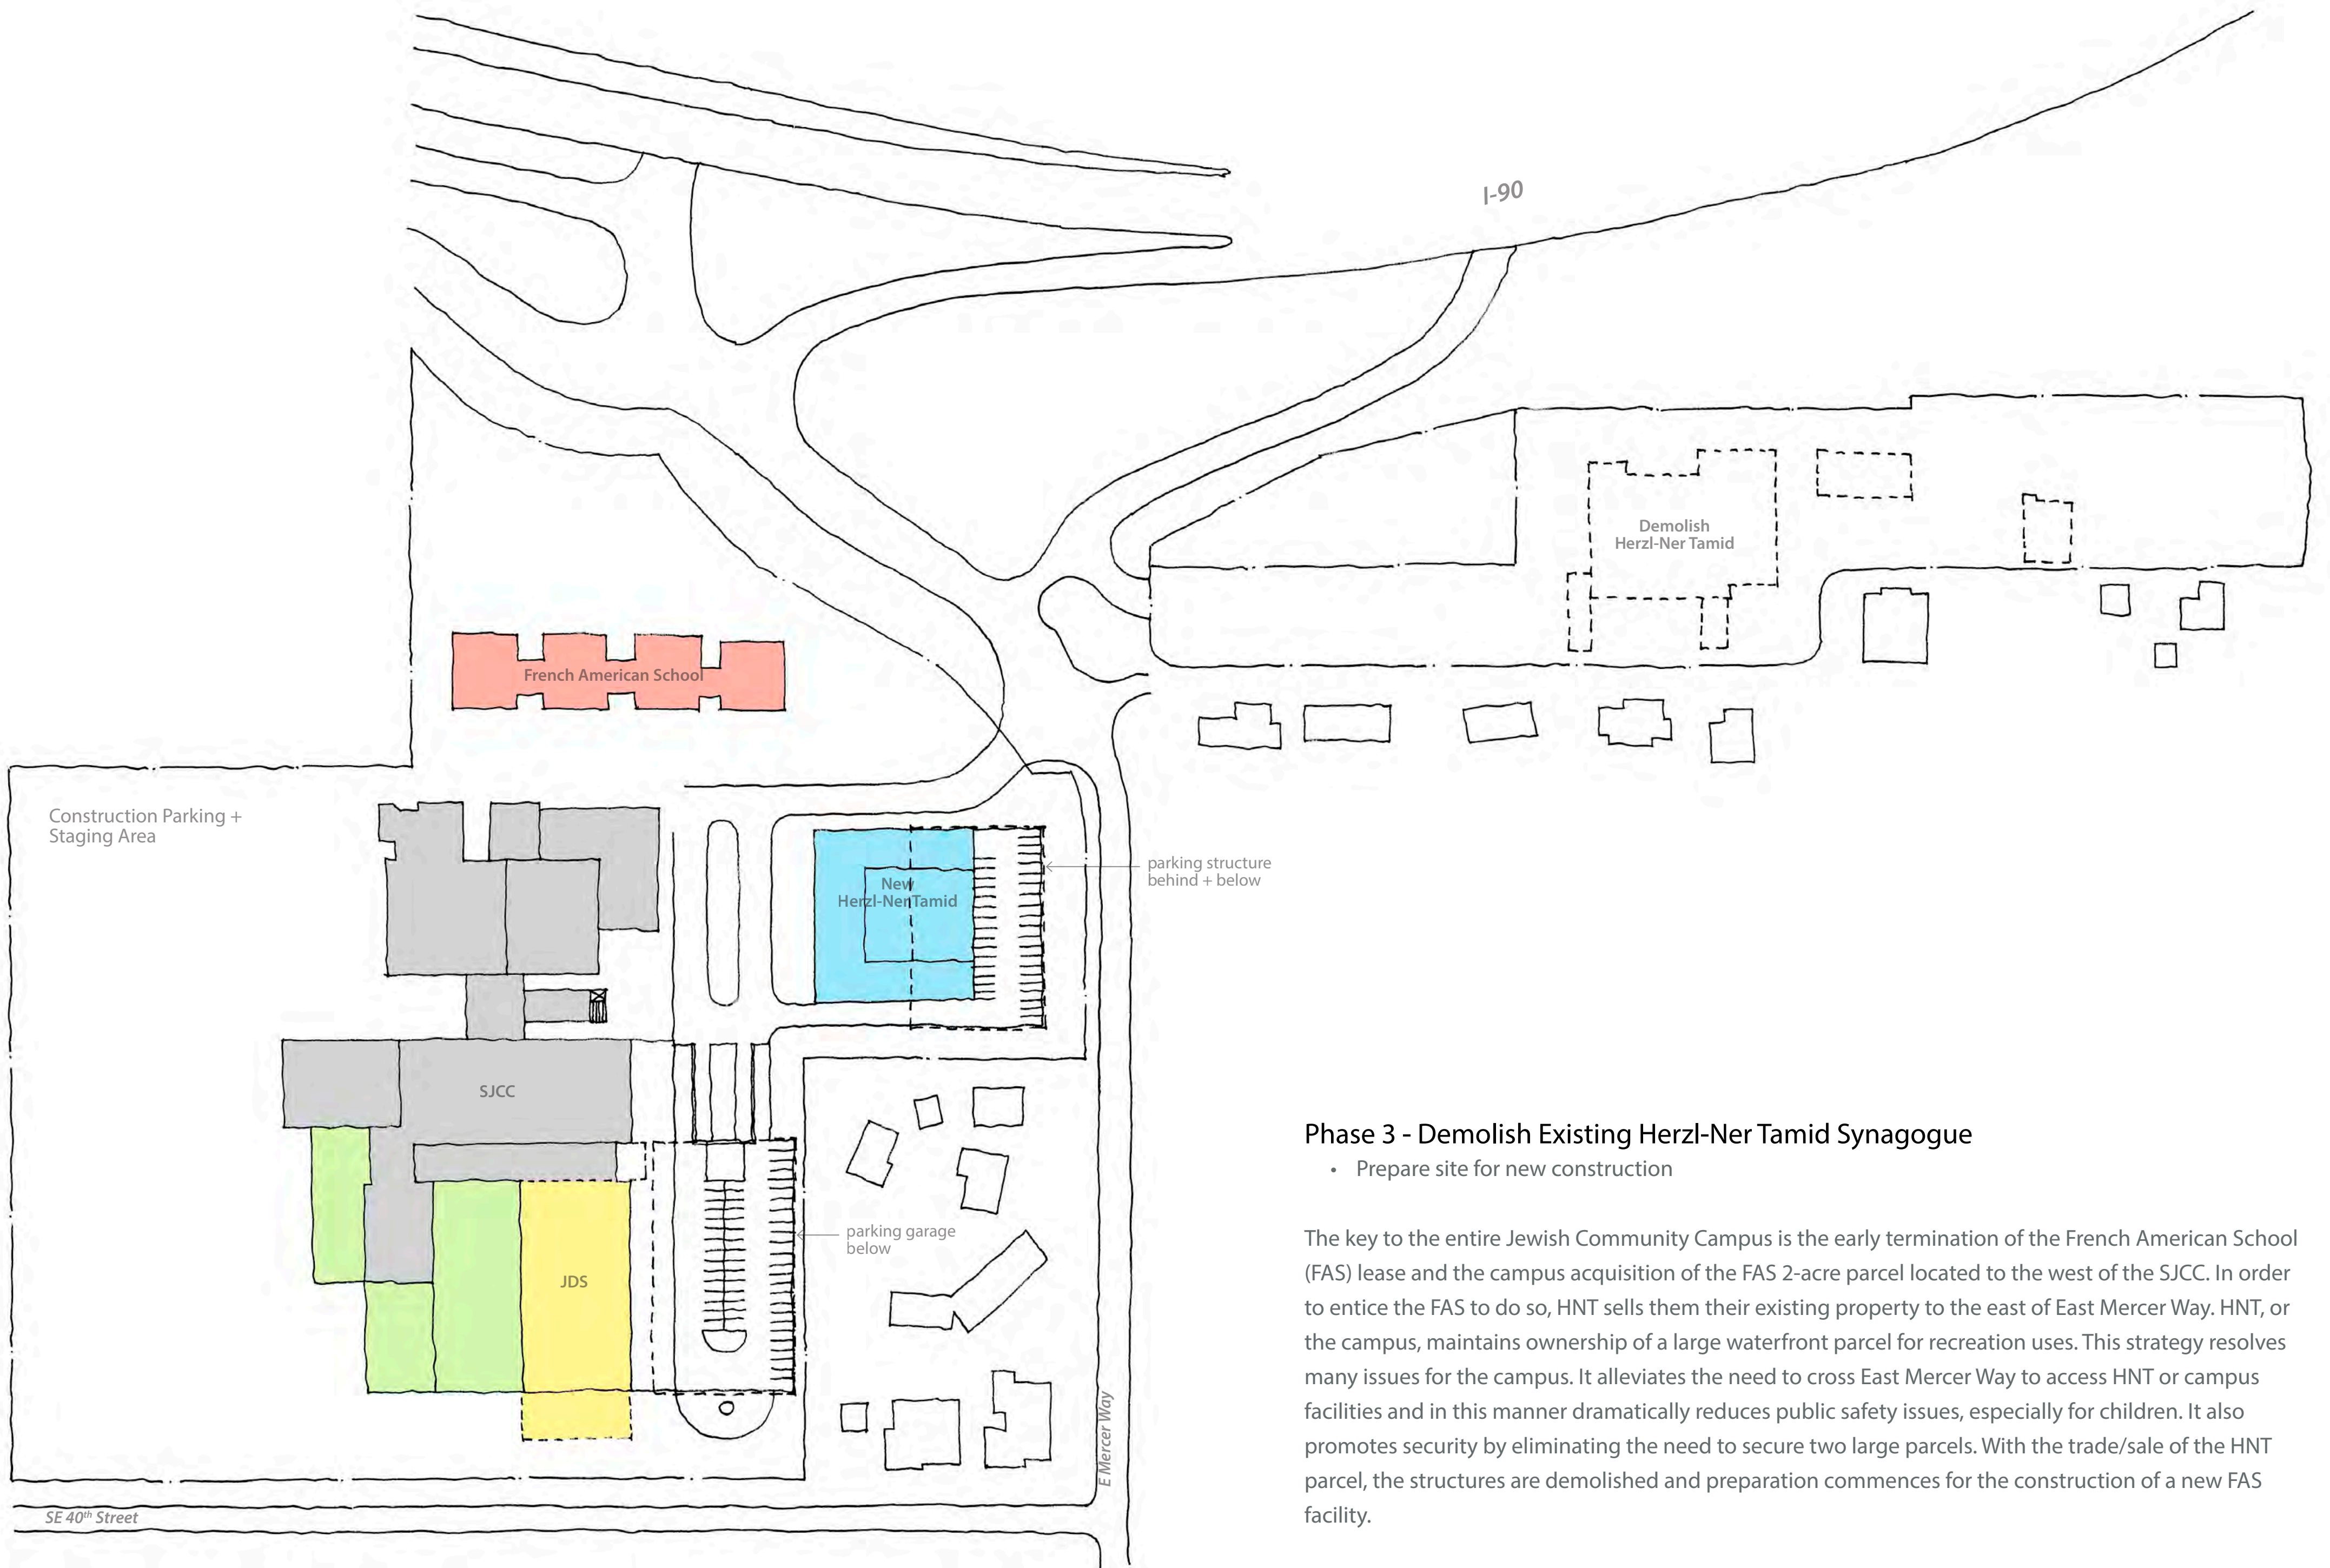 I-90
Demolish
Herzl-Ner Tamid
French American School
Construction Parking +
Staging Area
New
Herzl-Ner Tamid
parking structure
behind + below
SJCC
JDS
parking garage
below
E Mercer Way
SE 40th Street
Phase 3 - Demolish Existing Herzl-Ner Tamid Synagogue
• Prepare site for new construction
The key to the entire Jewish Community Campus is the early termination of the French American School
(FAS) lease and the campus acquisition of the FAS 2-acre parcel located to the west of the SJCC. In order
to entice the FAS to do so, HNT sells them their existing property to the east of East Mercer Way. HNT, or
the campus, maintains ownership of a large waterfront parcel for recreation uses. This strategy resolves
many issues for the campus. It alleviates the need to cross East Mercer Way to access HNT or campus
facilities and in this manner dramatically reduces public safety issues, especially for children. It also
promotes security by eliminating the need to secure two large parcels. With the trade/sale of the HNT
parcel, the structures are demolished and preparation commences for the construction of a new FAS
facility.